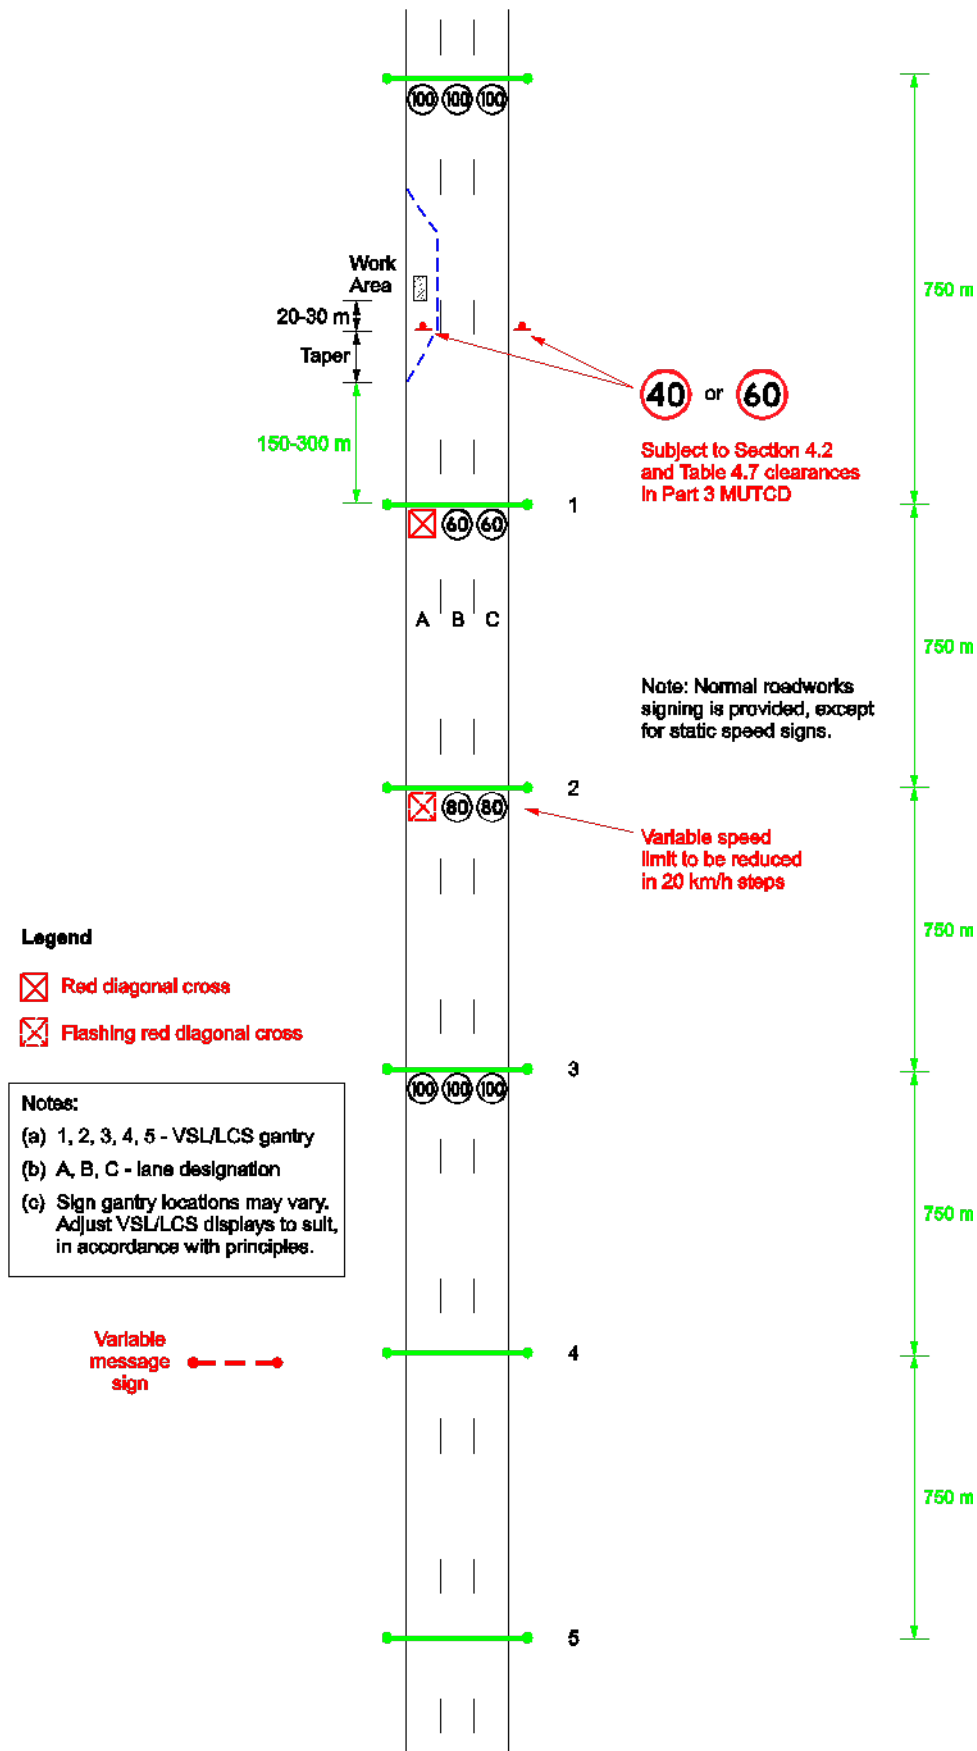 100 100 100
750 m
Work
Area
20-30 m
Taper
40 or 60
150-300 m
Subject to Section 4.2
and Table 4.7 clearances
in Part 3 MUTCD
1
60 60
A B C
750 m
Note: Normal roadworks
signing is provided, except
for static speed signs.
2
80 80
Variable speed
limit to be reduced
in 20 km/h steps
750 m
Legend
Red diagonal cross
Flashing red diagonal cross
3
100 100 100
Notes:
(a) 1, 2, 3, 4, 5 - VSL/LCS gantry
(b) A, B, C - lane designation
(c) Sign gantry locations may vary.
Adjust VSL/LCS displays to suit,
in accordance with principles.
750 m
Variable
message
sign
4
750 m
5